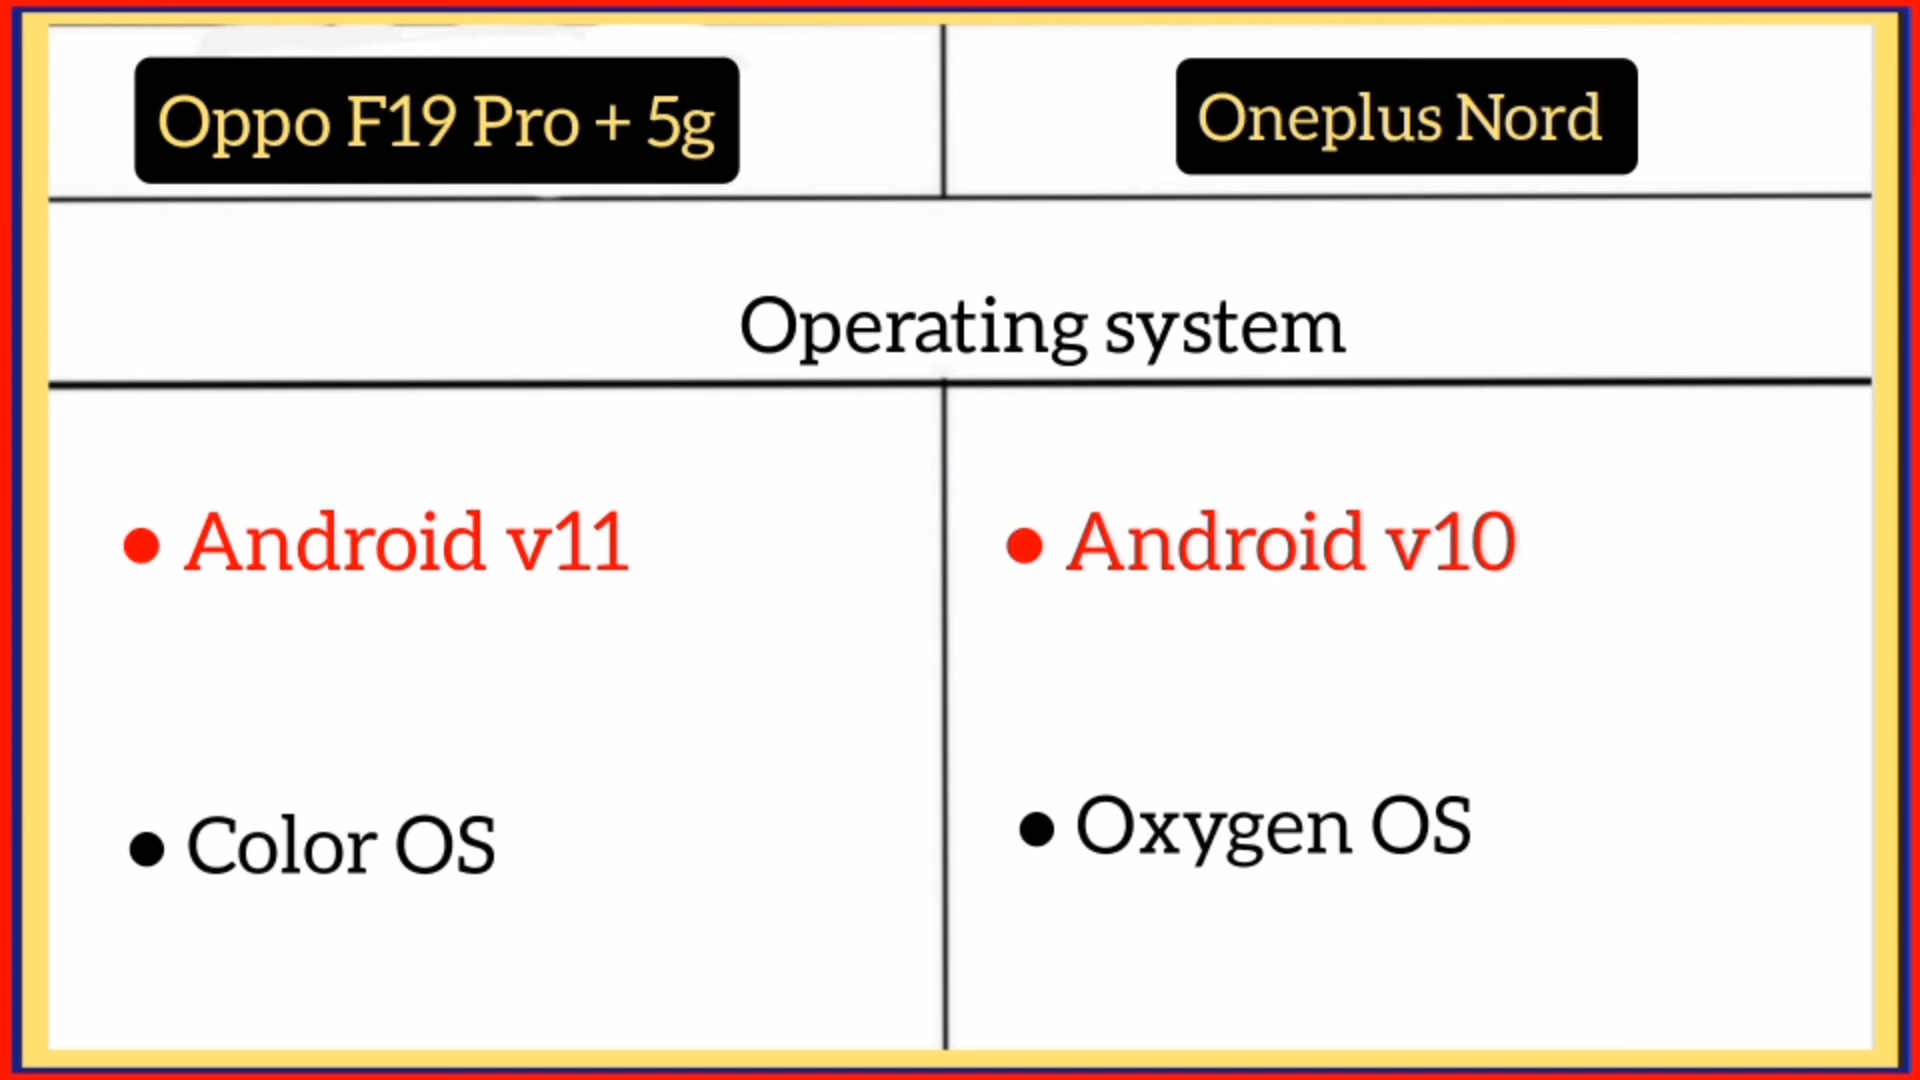 Oppo F19 Pro + 5g
Oneplus Nord
Operating system
• Android v11
• Android v10
• Color OS
• Oxygen OS